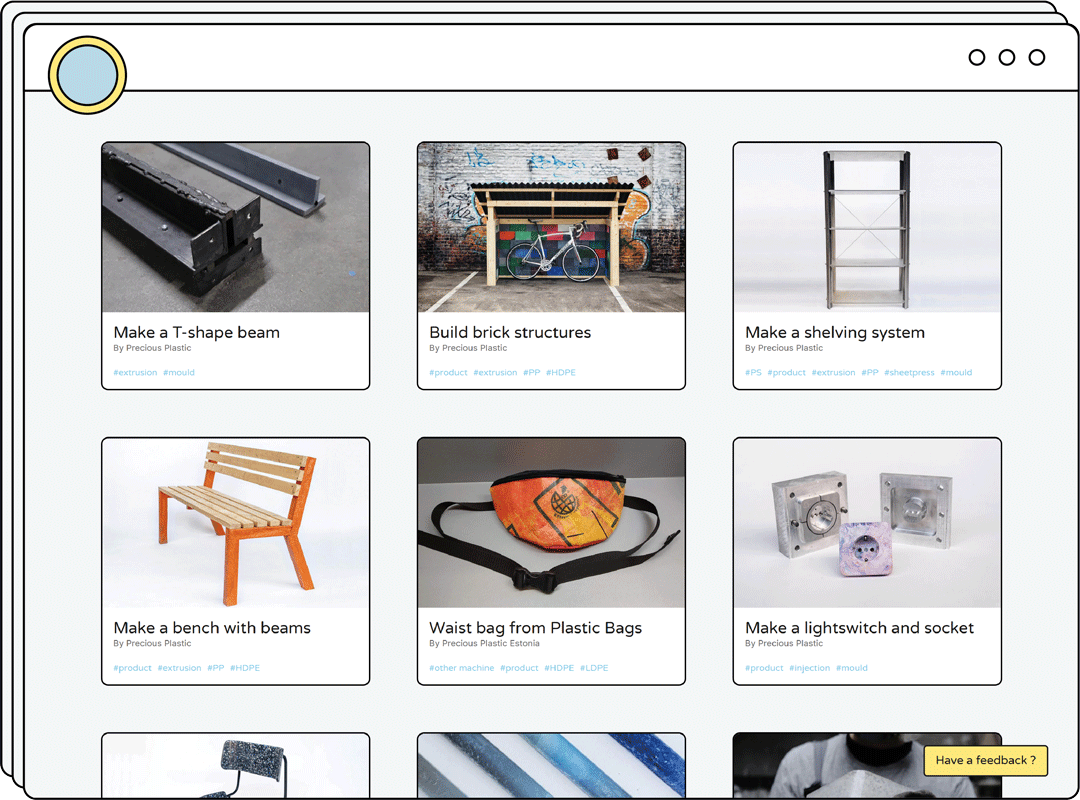 Make a T-shape beam
By Precious Plastic
#extrusion #mould
Build brick structures
By Precious Plastic
#product #extrusion #PP #HDPE
Make a shelving system
By Precious Plastic
#PS #product #extrusion #PP #sheetpress #mould
Make a bench with beams
By Precious Plastic
#product #extrusion #PP #HDPE
Waist bag from Plastic Bags
By Precious Plastic Estonia
#other machine #product #HDPE #LDPE
Make a lightswitch and socket
By Precious Plastic
#product #injection #mould
Have a feedback ?